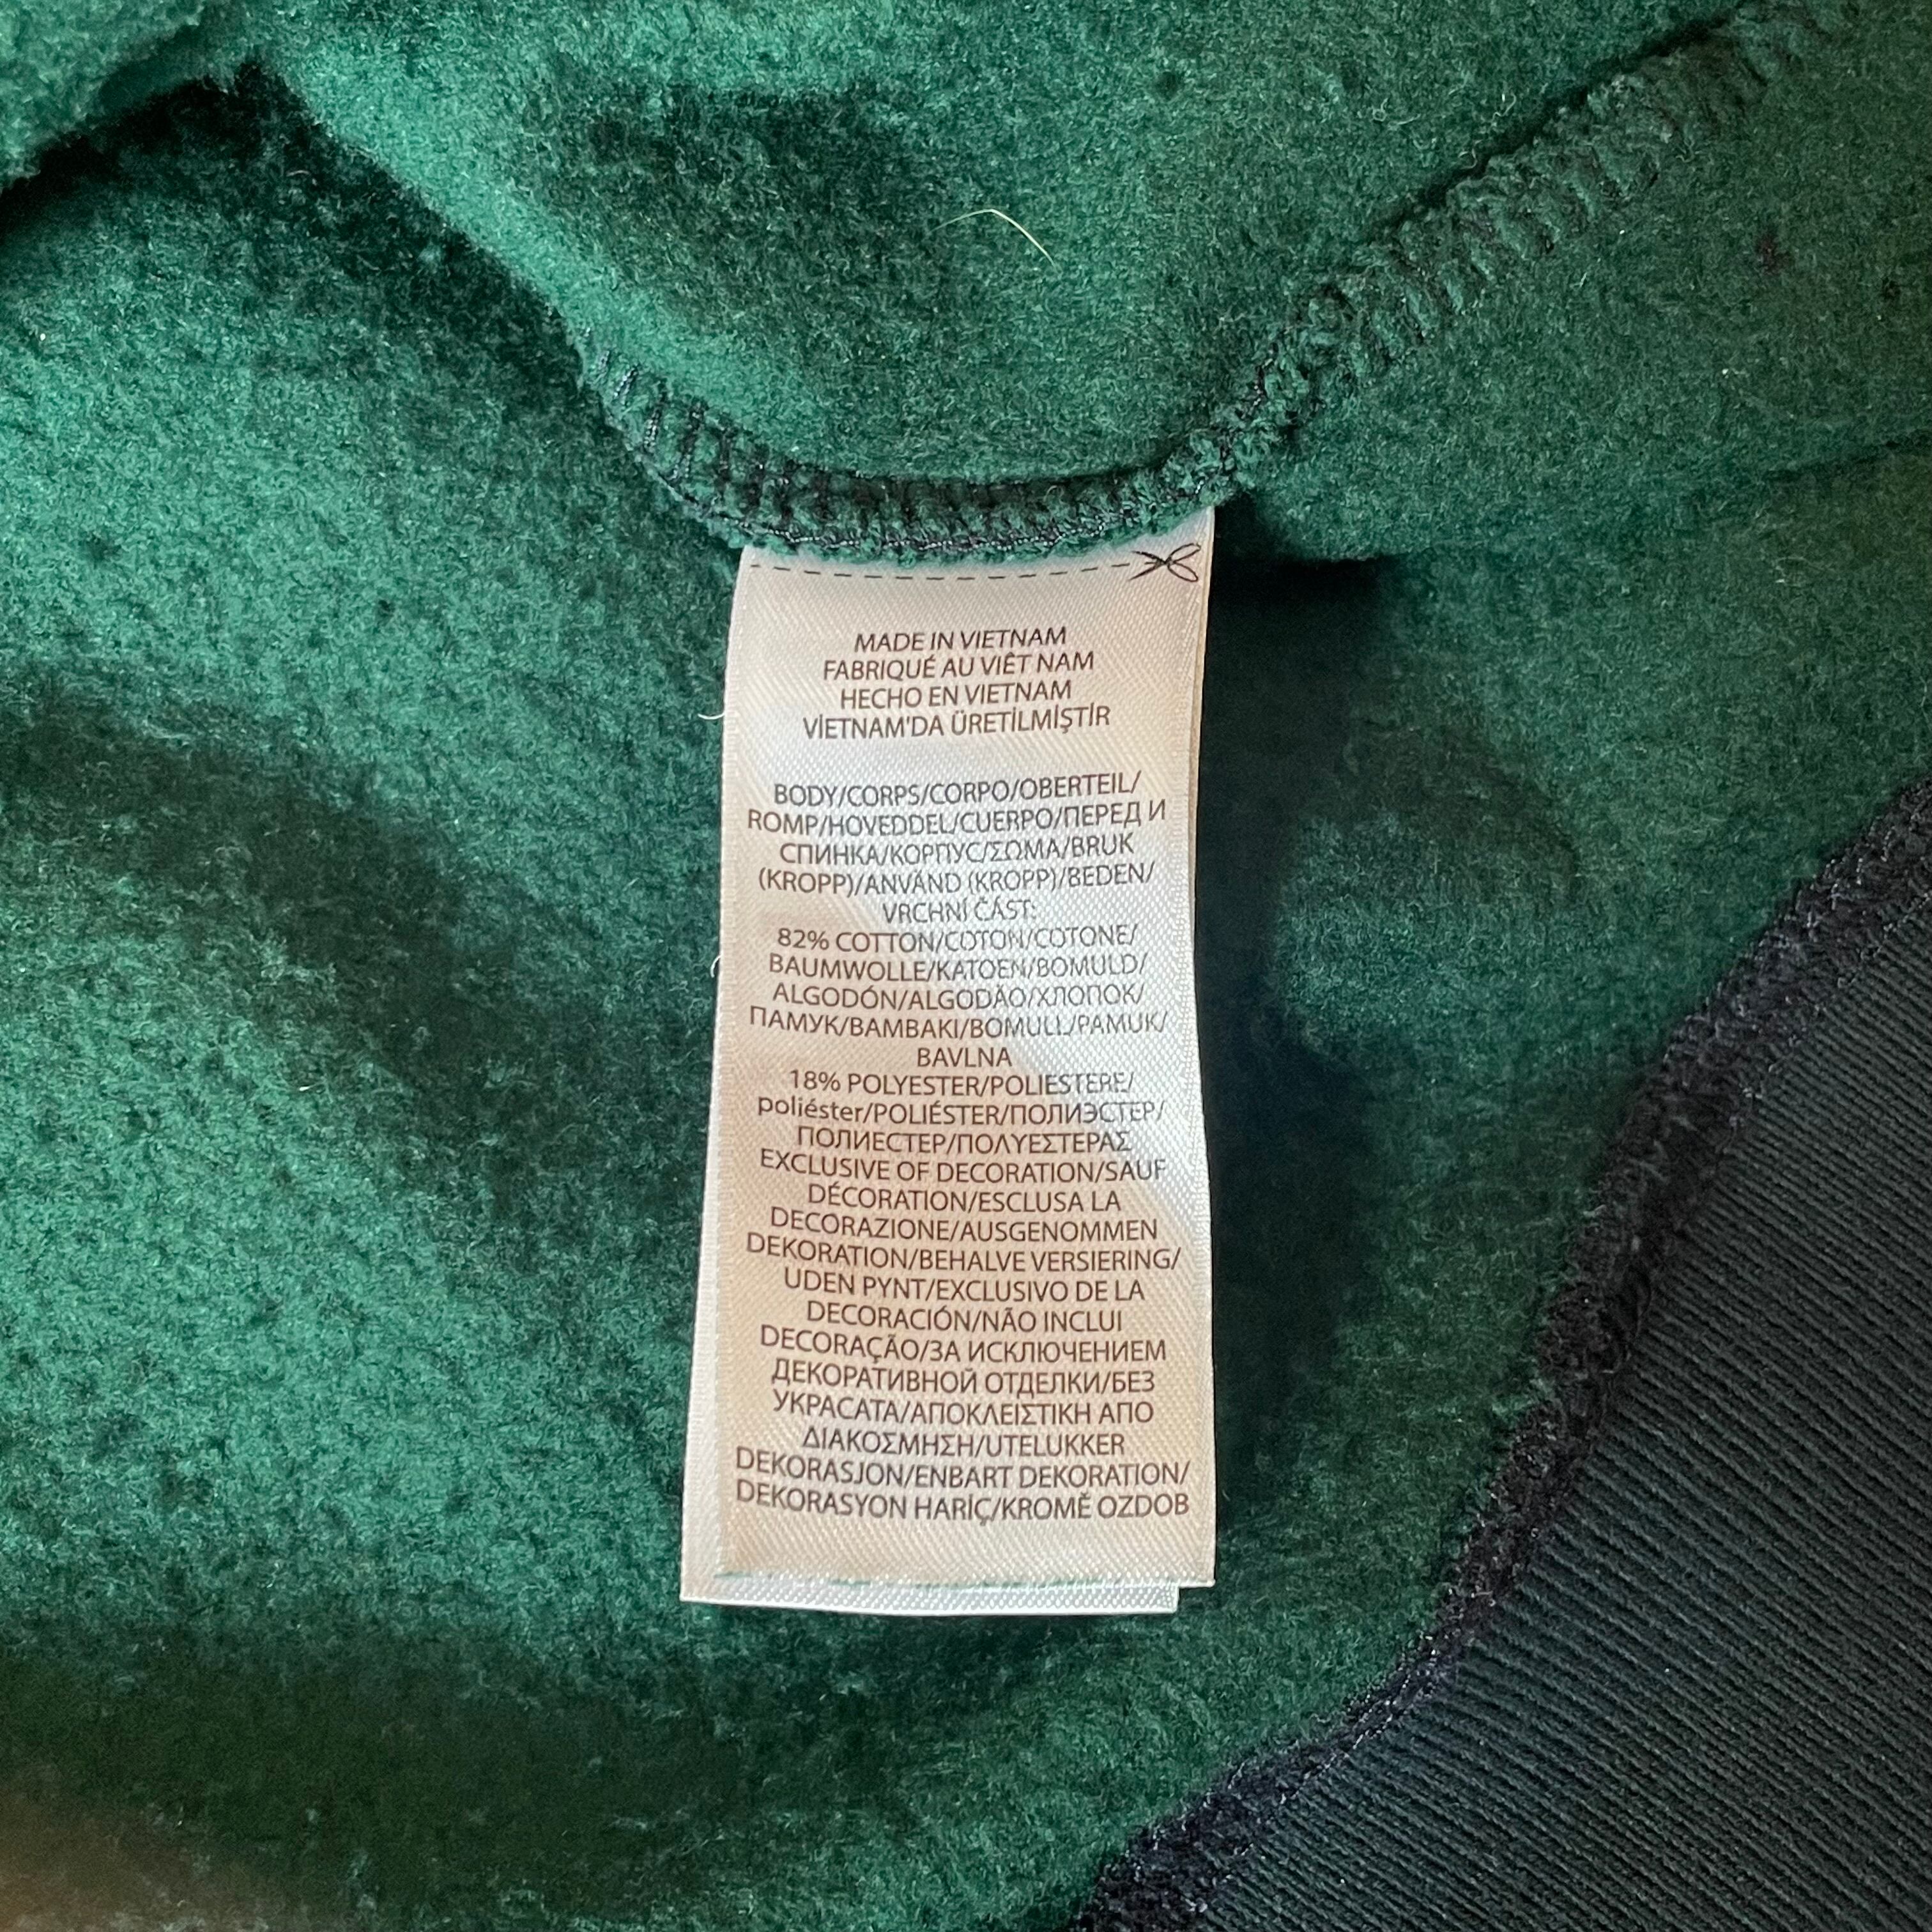 MADE IN VIETNAM
FABRIQUÉ AU VIÊT NAM
HECHO EN VIETNAM
VİETNAM'DA ÜRETİLMİŞTİR
BODY/CORPS/CORPO/OBERTEIL/
ROMP/HOVEDDEL/CUERPO/ПЕРЕД И
СПИНКА/КОРПУС/ΣΩΜΑ/BRUK
(KROPP)/ANVÄND (KROPP)/BEDEN/
VRCHNÍ ČÁST:
82% COTTON/COTON/COTONE/
BAUMWOLLE/KATOEN/BOMULD/
ALGODÓN/ALGODÃO/ХЛОПОК/
ПАМУК/ΒΑΜΒΑΚΙ/BOMULL/PAMUK/
BAVLNA
18% POLYESTER/POLIESTERE/
poliéster/POLIÉSTER/ПОЛИЭСТЕР/
ПОЛИЕСТЕР/ΠΟΛΥΕΣΤΕΡΑΣ
EXCLUSIVE OF DECORATION/SAUF
DÉCORATION/ESCLUSA LA
DECORAZIONE/AUSGENOMMEN
DEKORATION/BEHALVE VERSIERING/
UDEN PYNT/EXCLUSIVO DE LA
DECORACIÓN/NÃO INCLUI
DECORAÇÃO/ЗА ИСКЛЮЧЕНИЕМ
ДЕКОРАТИВНОЙ ОТДЕЛКИ/БЕЗ
УКРАСАТА/ΑΠΟΚΛΕΙΣΤΙΚΗ ΑΠΟ
ΔΙΑΚΟΣΜΗΣΗ/UTELUKKER
DEKORASJON/ENBART DEKORATION/
DEKORASYON HARİÇ/KROMĚ OZDOB